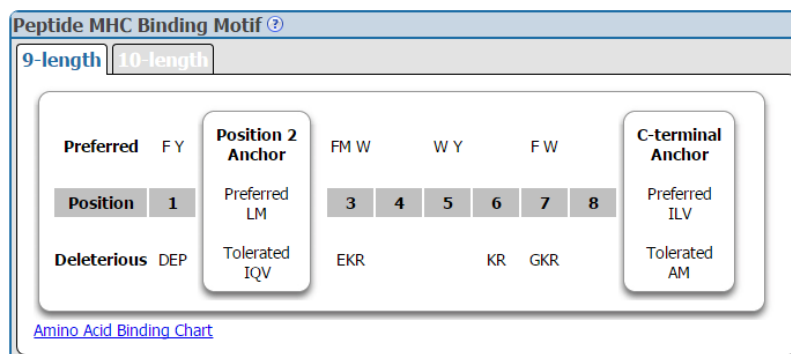 Peptide MHC Binding Motif ?
9-length 10-length
Preferred F Y Position 2 Anchor FM W W Y F W C-terminal Anchor
Position 1 Preferred LM 3 4 5 6 7 8 Preferred ILV
Deleterious DEP Tolerated IQV EKR KR GKR Tolerated AM
Amino Acid Binding Chart